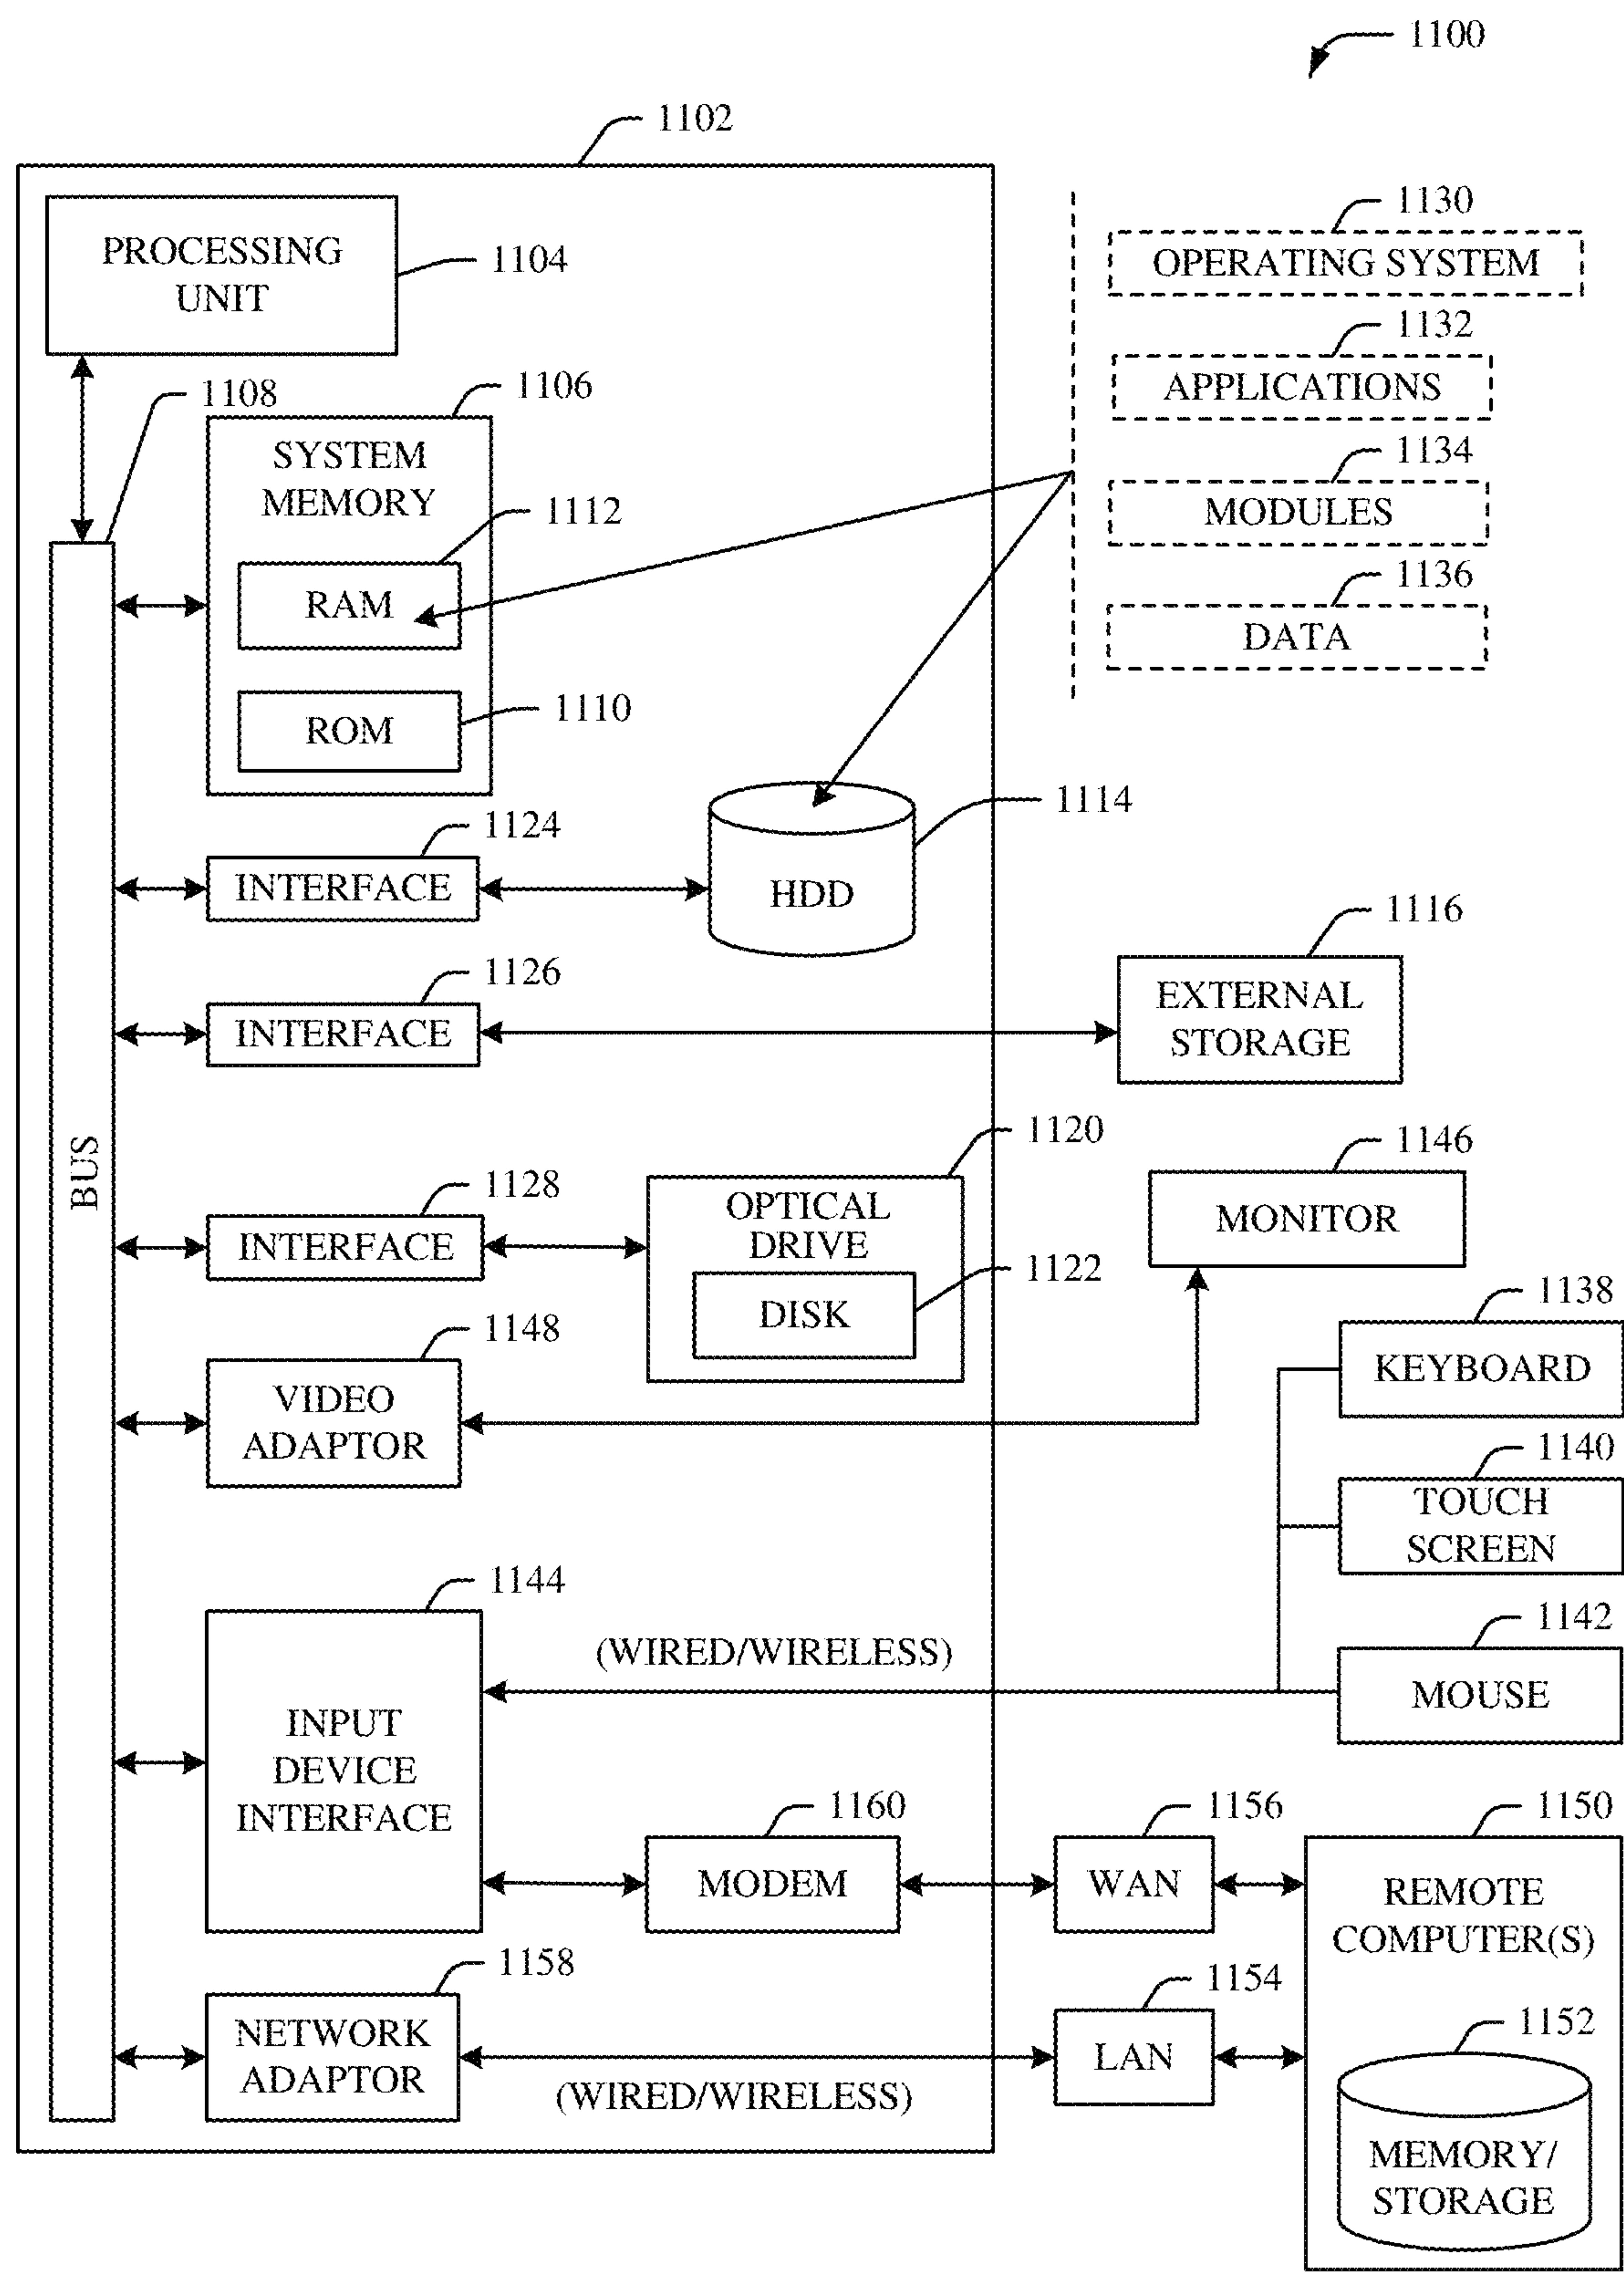 1100
1102
PROCESSING
UNIT
1104
1130
OPERATING SYSTEM
1132
APPLICATIONS
1134
MODULES
1136
DATA
1108
1106
SYSTEM
MEMORY
1112
RAM
1110
ROM
1124
INTERFACE
HDD
1114
1126
INTERFACE
1116
EXTERNAL
STORAGE
BUS
1128
INTERFACE
1120
OPTICAL
DRIVE
1122
DISK
1146
MONITOR
1148
VIDEO
ADAPTOR
1138
KEYBOARD
1140
TOUCH
SCREEN
1142
MOUSE
1144
INPUT
DEVICE
INTERFACE
(WIRED/WIRELESS)
1160
MODEM
1156
WAN
1150
REMOTE
COMPUTER(S)
1158
NETWORK
ADAPTOR
(WIRED/WIRELESS)
1154
LAN
1152
MEMORY/
STORAGE